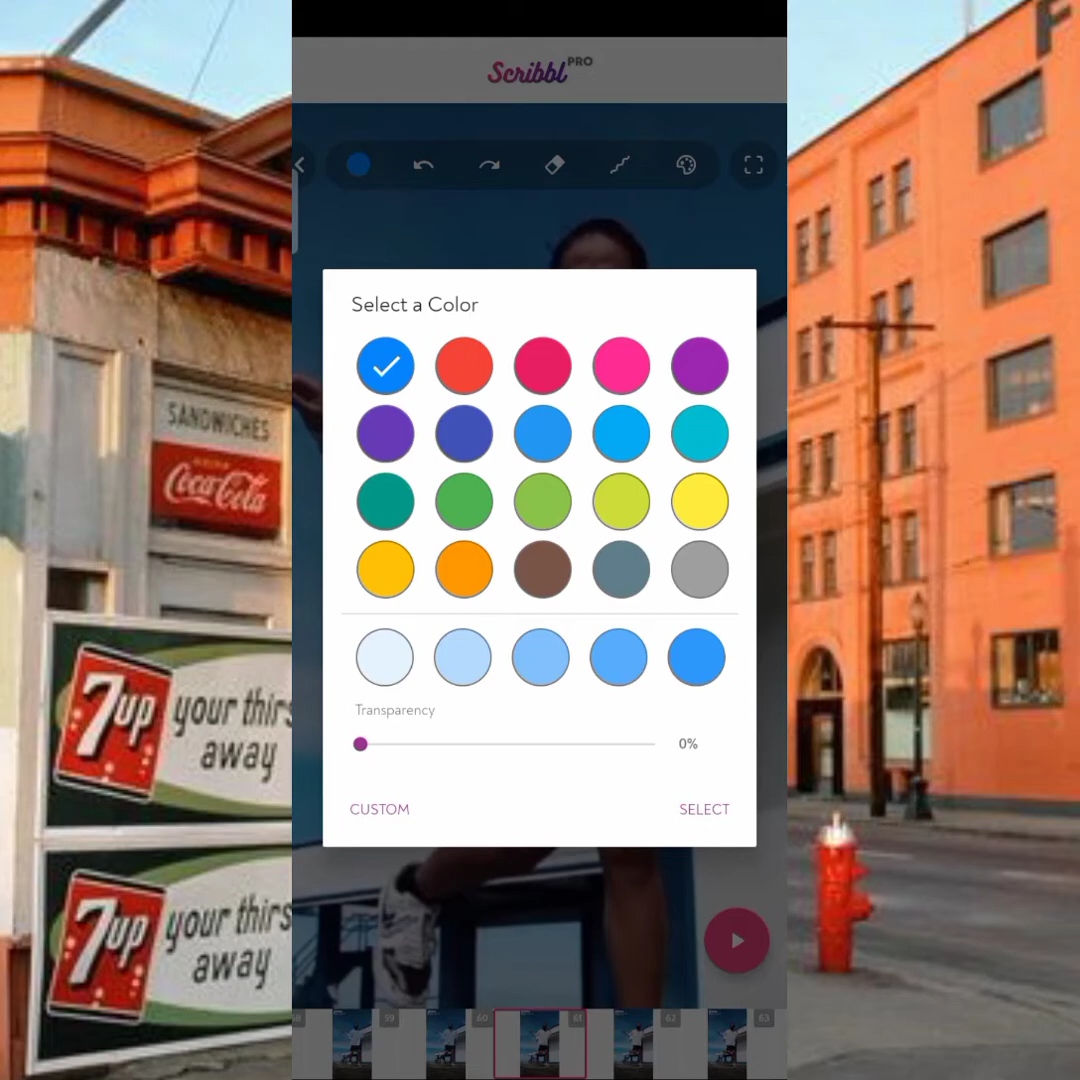 Scribbl PRO
Select a Color
Transparency
0%
CUSTOM
SELECT
59
60
61
62
63
SANDWICHES
DRINK
Coca-Cola
7up
your thirs
away
7up
your thirs
away
F